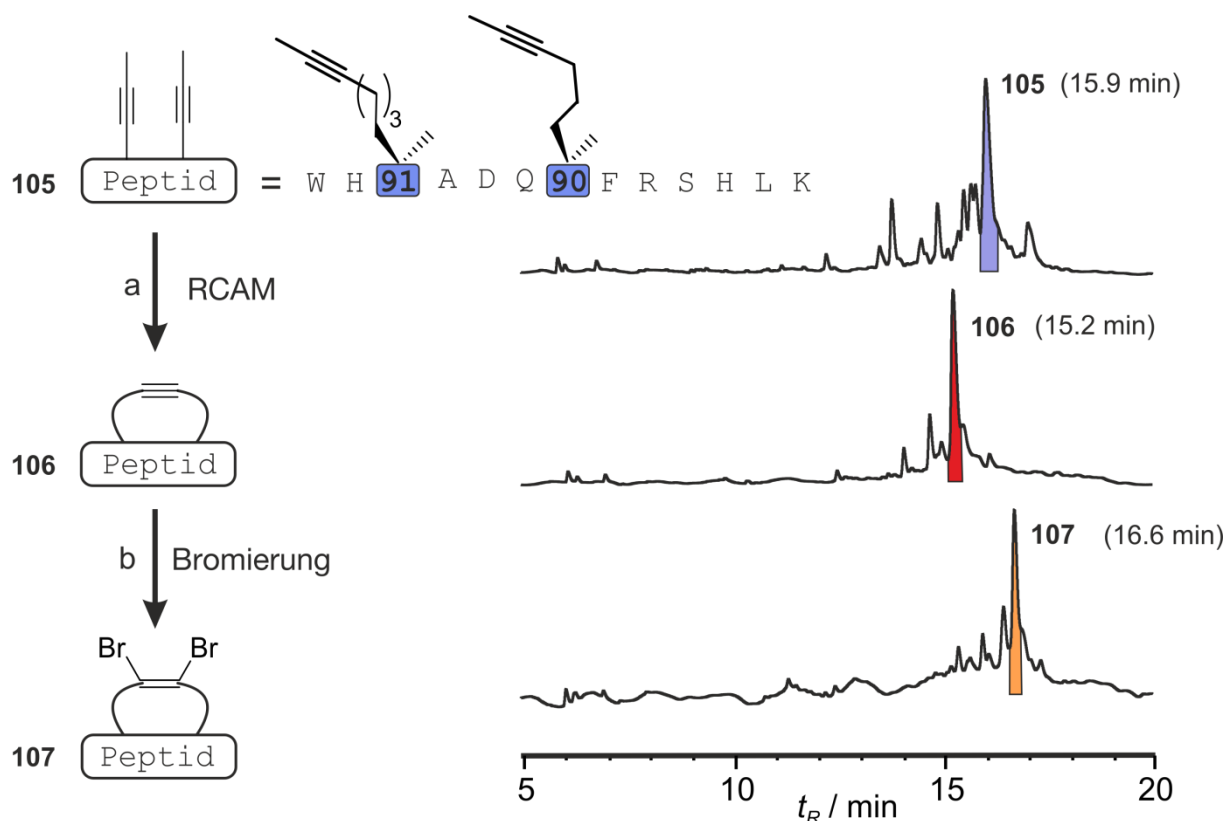 105 Peptid = W H 91 A D Q 90 F R S H L K
3
105 (15.9 min)
a RCAM
106 (15.2 min)
106 Peptid
b Bromierung
107 (16.6 min)
Br Br
107 Peptid
5 10 15 20
tR / min